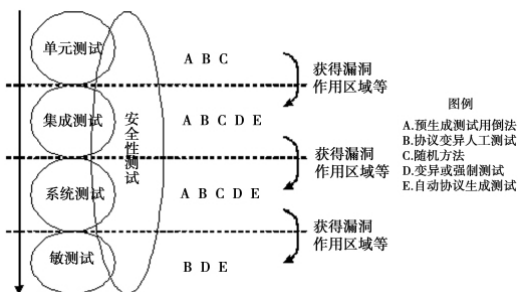 单元测试
A B C
获得漏洞
作用区域等
集成测试
A B C D E
安全性测试
获得漏洞
作用区域等
系统测试
A B C D E
获得漏洞
作用区域等
敏测试
B D E
图例
A.预生成测试用倒法
B.协议变异人工测试
C.随机方法
D.变异或强制测试
E.自动协议生成测试